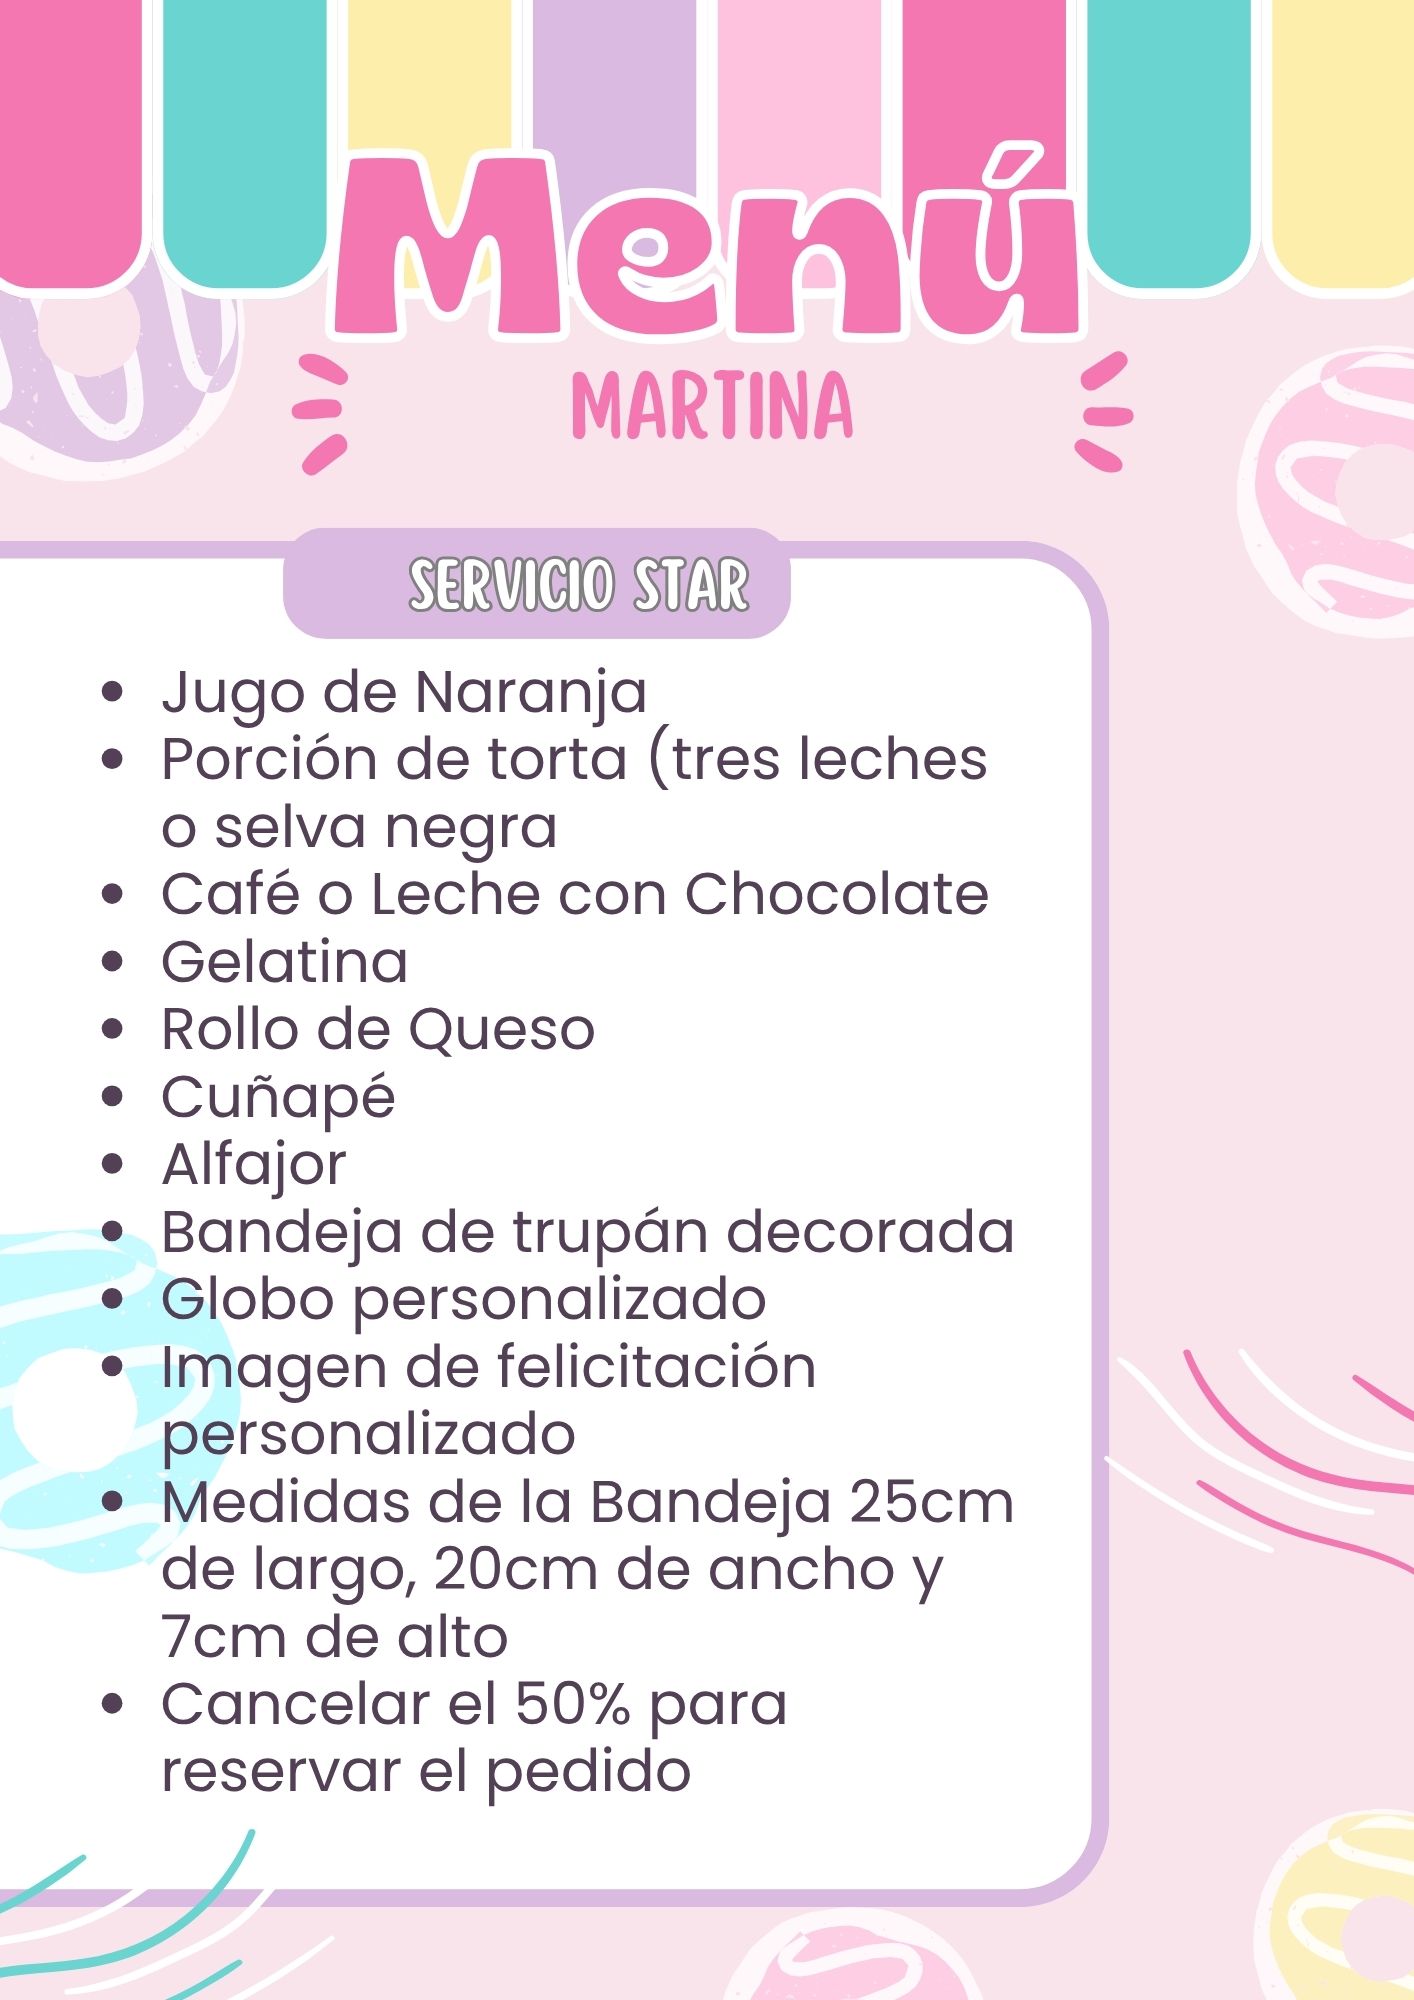 Menú
MARTINA
SERVICIO STAR
• Jugo de Naranja
• Porción de torta (tres leches
o selva negra
• Café o Leche con Chocolate
• Gelatina
• Rollo de Queso
• Cuñapé
• Alfajor
• Bandeja de trupán decorada
• Globo personalizado
• Imagen de felicitación
personalizado
• Medidas de la Bandeja 25cm
de largo, 20cm de ancho y
7cm de alto
• Cancelar el 50% para
reservar el pedido